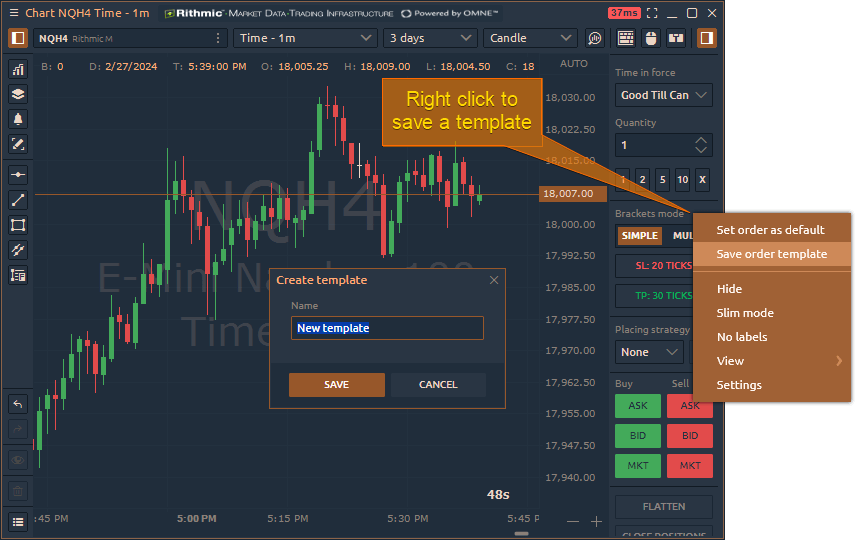 Chart NQH4 Time - 1m
Rithmic - MARKET DATA-TRADING INFRASTRUCTURE
Powered by OMNE™
37ms
NQH4 Rithmic M
Time - 1m
3 days
Candle
B: 0 D: 2/27/2024 T: 5:39:00 PM O: 18,005.25 H: 18,009.00 L: 18,004.50 C: 18
AUTO
Right click to
save a template
18,030.00
18,022.50
18,015.00
18,007.00
18,000.00
17,992.50
17,985.00
17,977.50
17,970.00
17,962.50
17,955.00
17,947.50
17,940.00
NQH4
Time
Create template
Name
New template
SAVE CANCEL
48s
:45 PM 5:00 PM 5:15 PM 5:30 PM 5:45 P
Time in force
Good Till Can
Quantity
1
1 2 5 10 X
Brackets mode
SIMPLE MUL
SL: 20 TICKS
TP: 30 TICKS
Placing strategy
None
Buy Sell
ASK ASK
BID BID
MKT MKT
FLATTEN
CLOSE POSITIONS
Set order as default
Save order template
Hide
Slim mode
No labels
View
Settings